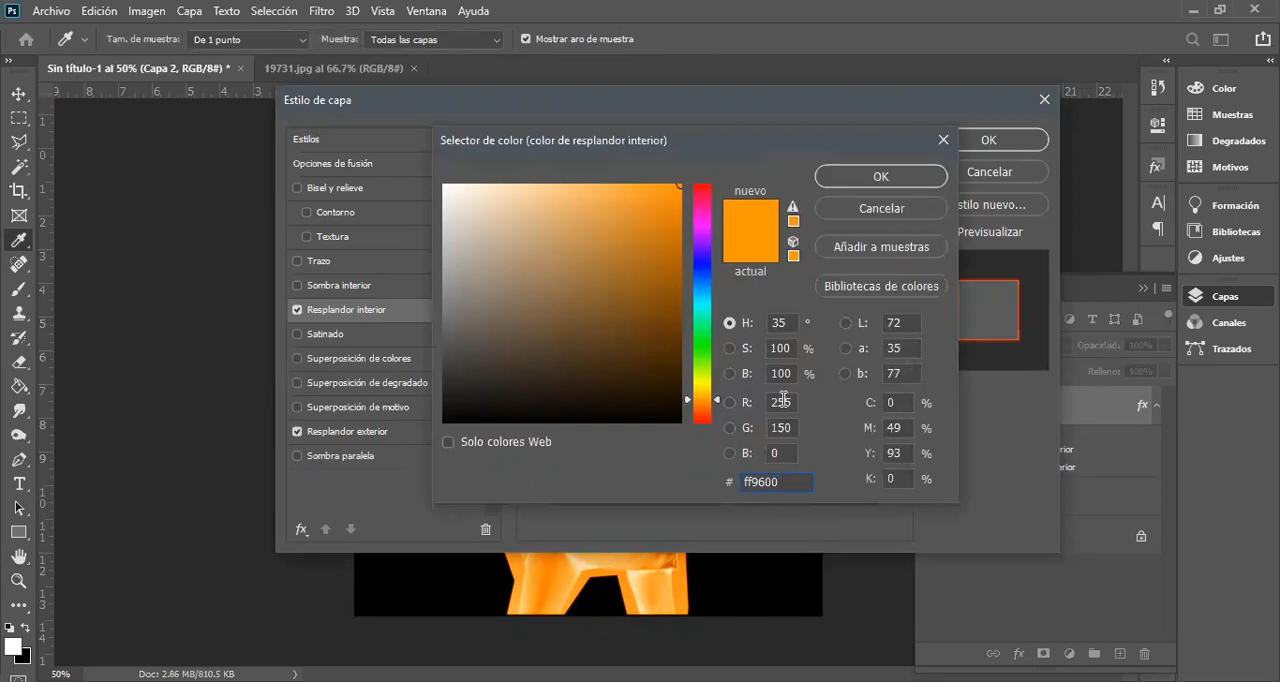 Ps Archivo Edición Imagen Capa Texto Selección Filtro 3D Vista Ventana Ayuda
Tam. de muestra: De 1 punto Muestra: Todas las capas Mostrar aro de muestra
Sin título-1 al 50% (Capa 2, RGB/8#) * × 19731.jpg al 66.7% (RGB/8#) ×
Estilo de capa
Estilos
Opciones de fusión
Bisel y relieve
Contorno
Textura
Trazo
Sombra interior
Resplandor interior
Satinado
Superposición de colores
Superposición de degradado
Superposición de motivo
Resplandor exterior
Sombra paralela
fx
Selector de color (color de resplandor interior)
nuevo
actual
OK
Cancelar
Añadir a muestras
Bibliotecas de colores
H: 35 ° L: 72
S: 100 % a: 35
B: 100 % b: 77
R: 255 C: 0 %
G: 150 M: 49 %
B: 0 Y: 93 %
# ff9600 K: 0 %
Solo colores Web
OK
Cancelar
stilo nuevo...
Previsualizar
Color
Muestras
Degradados
Motivos
Formación
Bibliotecas
Ajustes
Capas
Canales
Trazados
Opacidad: 100%
Relleno: 100%
fx
50% Doc: 2.86 MB/810.5 KB